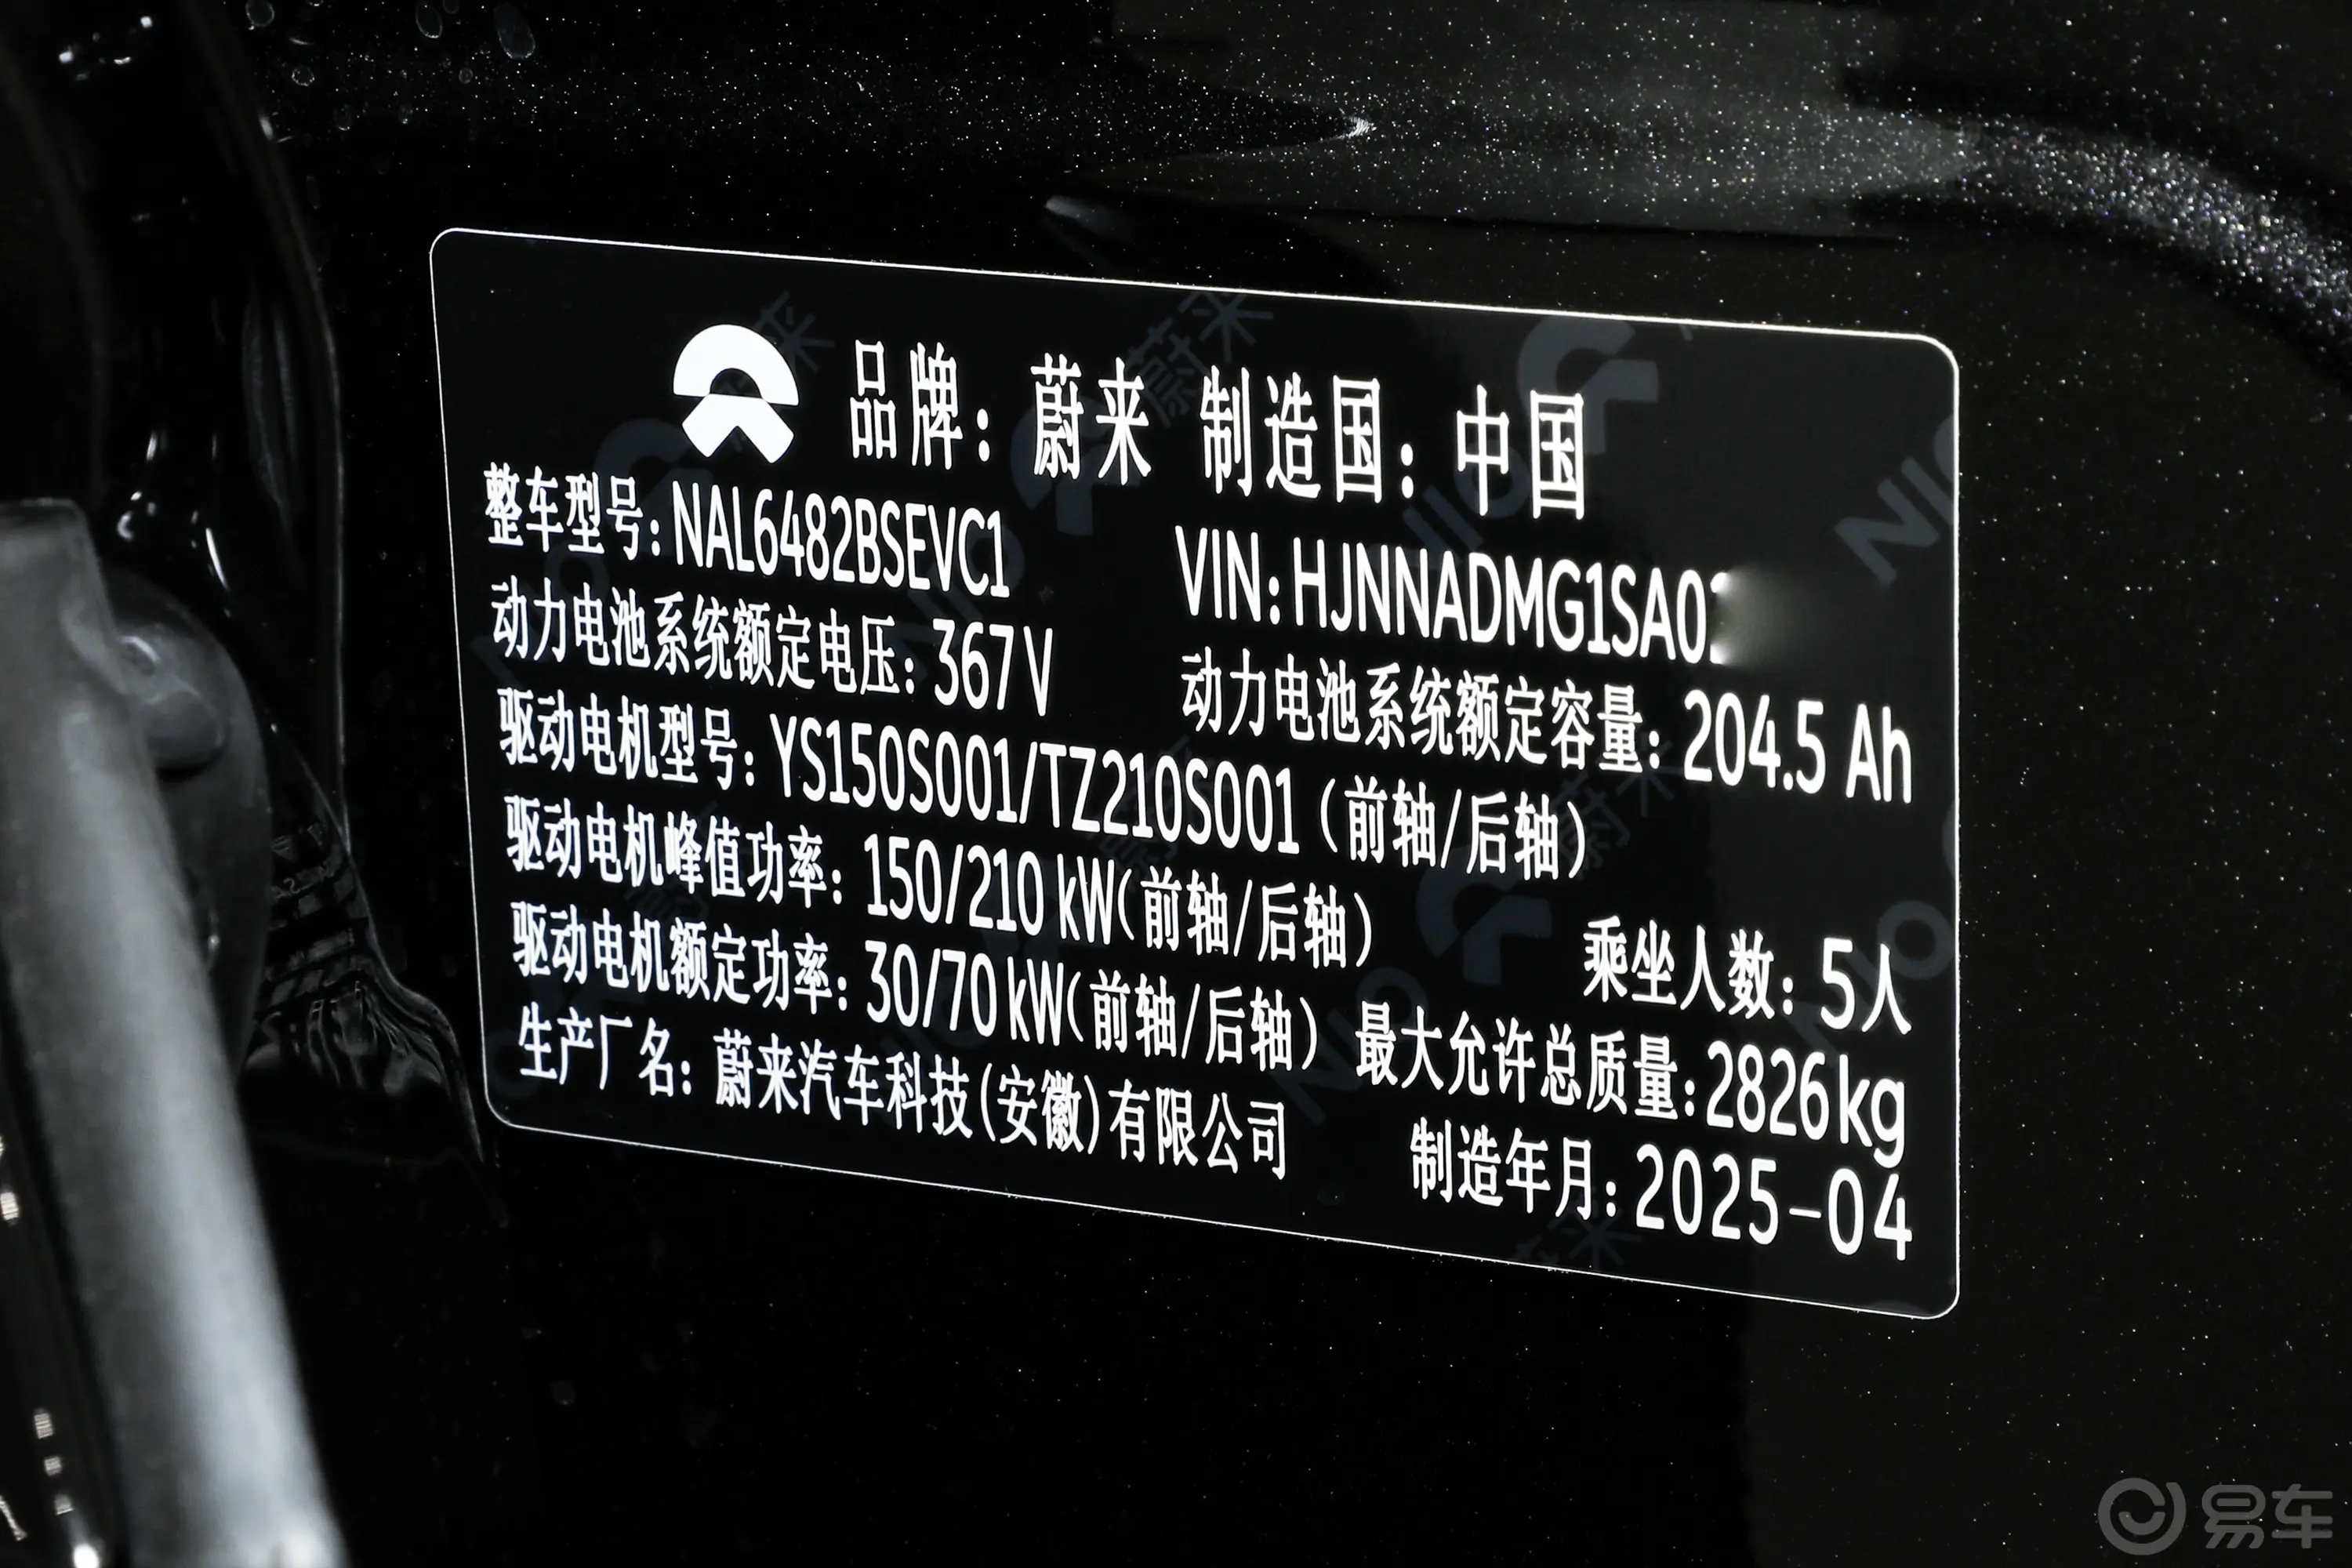 品牌：蔚来 制造国：中国
整车型号：NAL6482BSEVC1 VIN：HJNNADMG1SA0
动力电池系统额定电压：367V 动力电池系统额定容量：204.5 Ah
驱动电机型号：YS150S001/TZ210S001（前轴/后轴）
驱动电机峰值功率：150/210 kW（前轴/后轴） 乘坐人数：5人
驱动电机额定功率：30/70 kW（前轴/后轴） 最大允许总质量：2826kg
生产厂名：蔚来汽车科技（安徽）有限公司 制造年月：2025-04
易车